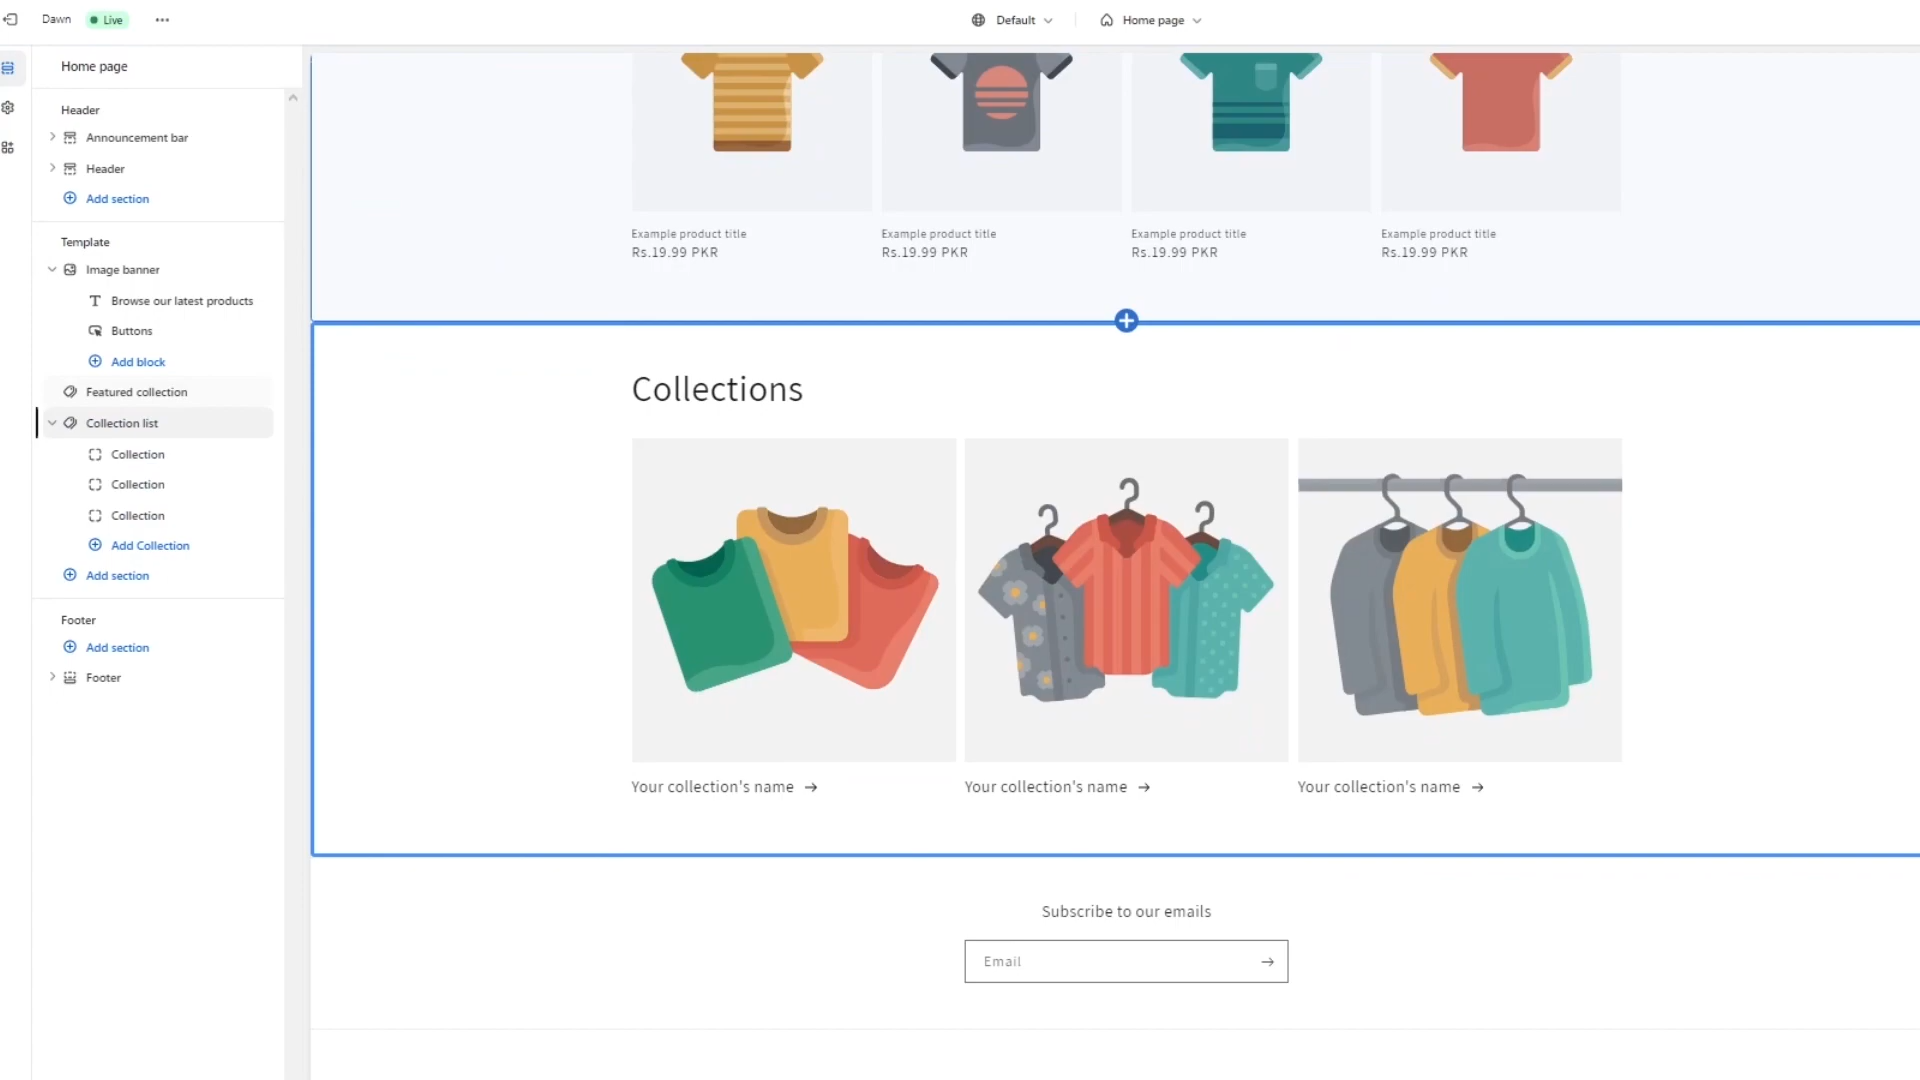 Dawn Live
Default
Home page
Home page
Header
Announcement bar
Header
Add section
Template
Image banner
Browse our latest products
Buttons
Add block
Featured collection
Collection list
Collection
Collection
Collection
Add Collection
Add section
Footer
Add section
Footer
Example product title
Rs.19.99 PKR
Example product title
Rs.19.99 PKR
Example product title
Rs.19.99 PKR
Example product title
Rs.19.99 PKR
Collections
Your collection's name →
Your collection's name →
Your collection's name →
Subscribe to our emails
Email